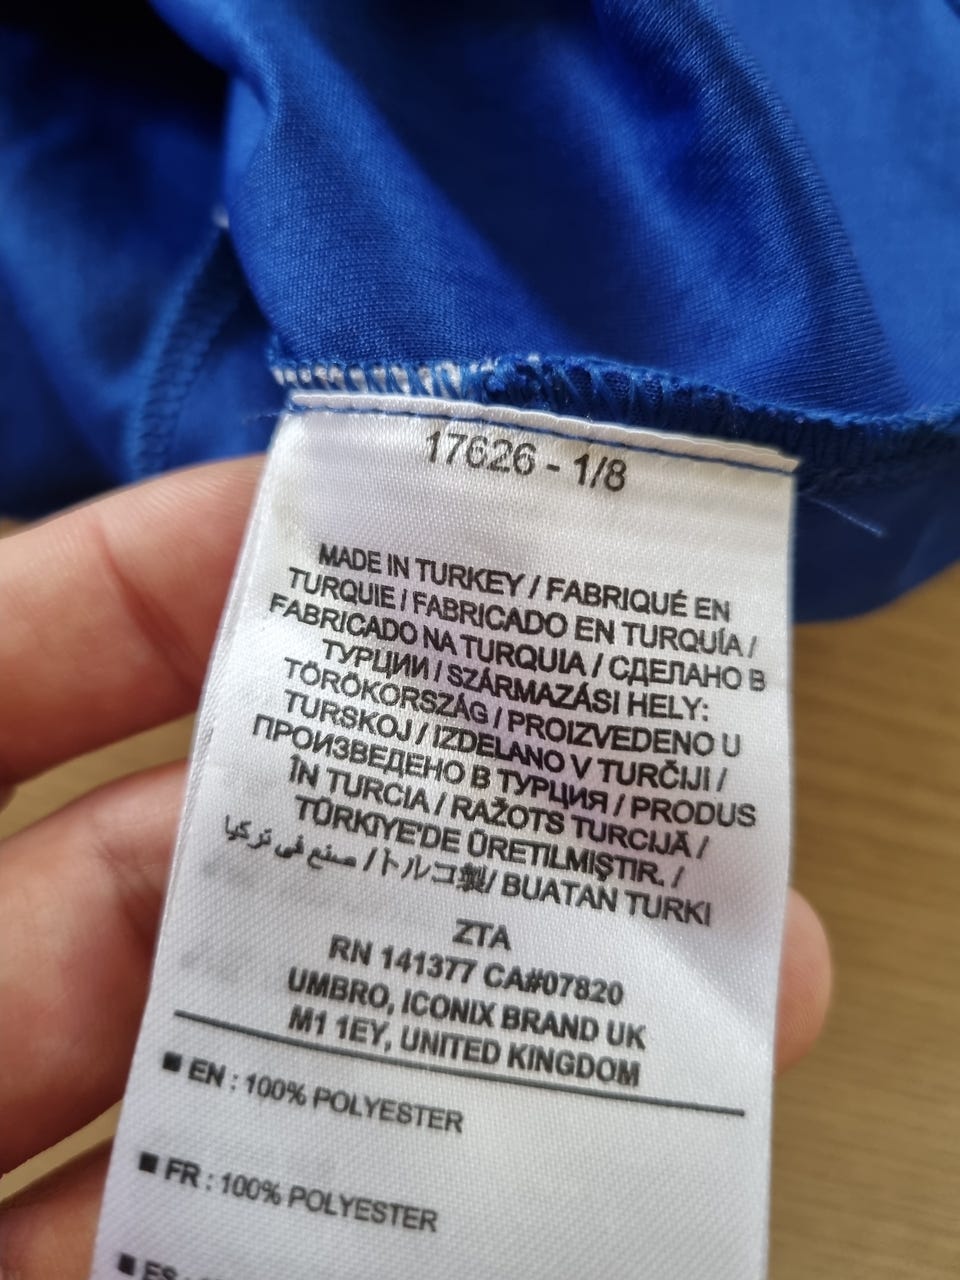 17626 - 1/8
MADE IN TURKEY / FABRIQUÉ EN
TURQUIE / FABRICADO EN TURQUÍA /
FABRICADO NA TURQUIA / СДЕЛАНО В
ТУРЦИИ / SZÁRMAZÁSI HELY:
TÖRÖKORSZÁG / PROIZVEDENO U
TURSKOJ / IZDELANO V TURČIJI /
ПРОИЗВЕДЕНО В ТУРЦИЯ / PRODUS
ÎN TURCIA / RAŽOTS TURCIJĀ /
TÜRKIYE'DE ÜRETILMIŞTIR. /
صنع في تركيا / トルコ製/ BUATAN TURKI
ZTA
RN 141377 CA#07820
UMBRO, ICONIX BRAND UK
M1 1EY, UNITED KINGDOM
■ EN : 100% POLYESTER
■ FR : 100% POLYESTER
■ ES :